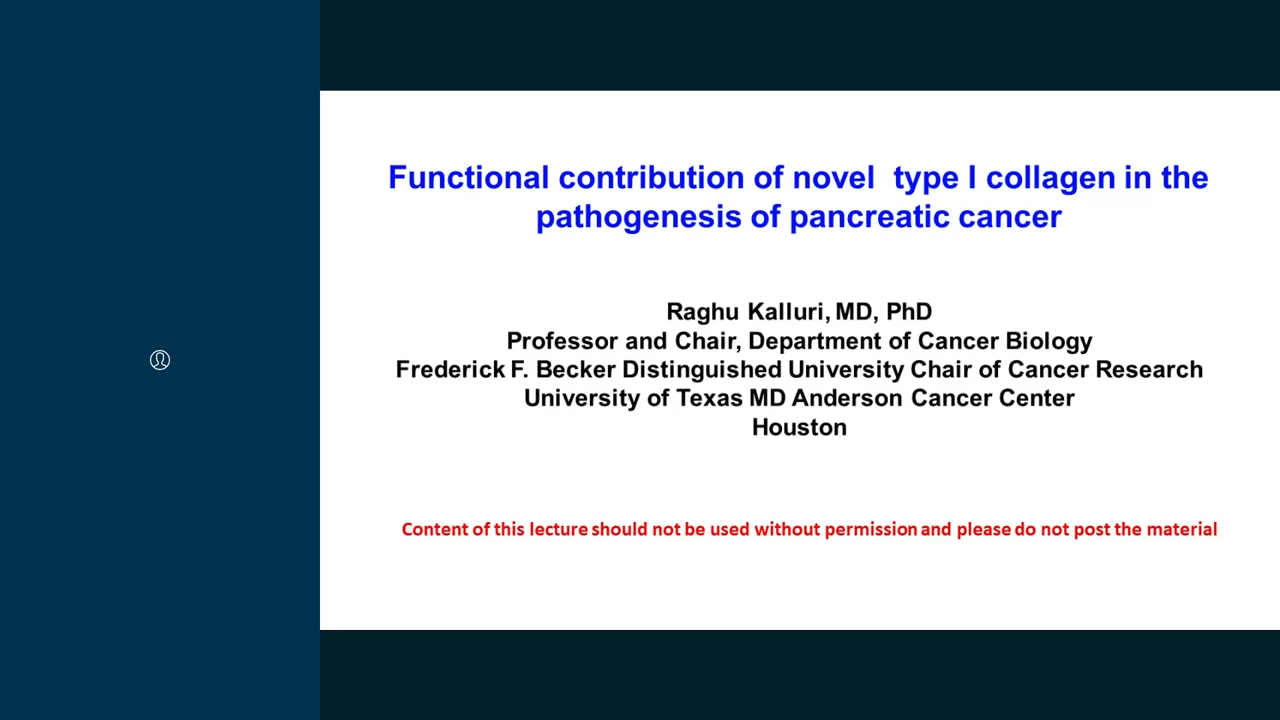 Functional contribution of novel  type I collagen in the
pathogenesis of pancreatic cancer
Raghu Kalluri, MD, PhD
Professor and Chair, Department of Cancer Biology
Frederick F. Becker Distinguished University Chair of Cancer Research
University of Texas MD Anderson Cancer Center
Houston
Content of this lecture should not be used without permission and please do not post the material